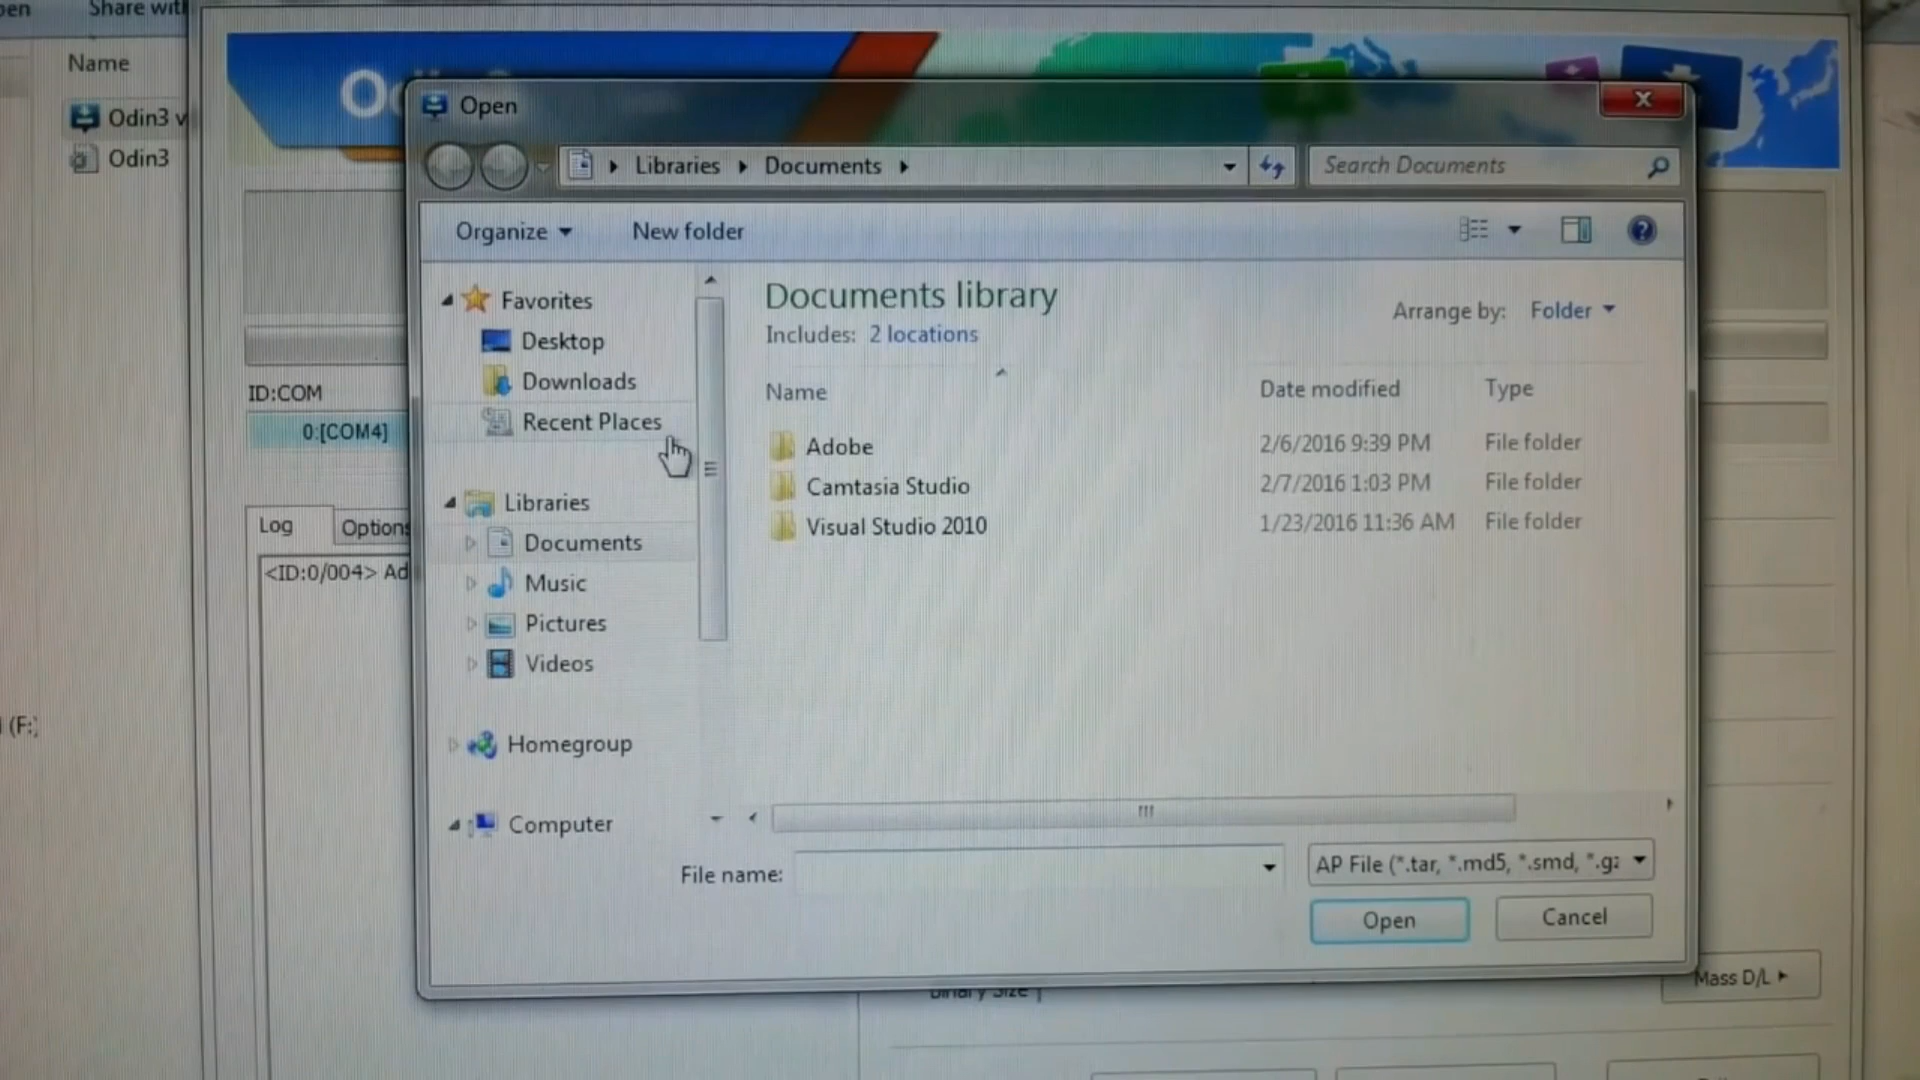 Share with
Name
Odin3 v
Odin3
Open
Libraries
Documents
Search Documents
Organize
New folder
Favorites
Desktop
Downloads
Recent Places
Libraries
Documents
Music
Pictures
Videos
Homegroup
Computer
Documents library
Includes: 2 locations
Arrange by: Folder
Name Date modified Type
Adobe 2/6/2016 9:39 PM File folder
Camtasia Studio 2/7/2016 1:03 PM File folder
Visual Studio 2010 1/23/2016 11:36 AM File folder
File name:
AP File (*.tar, *.md5, *.smd, *.gz
Open Cancel
ID:COM
0:[COM4]
Log Options
<ID:0/004> Ad
(F:)
Binary Size
Mass D/L